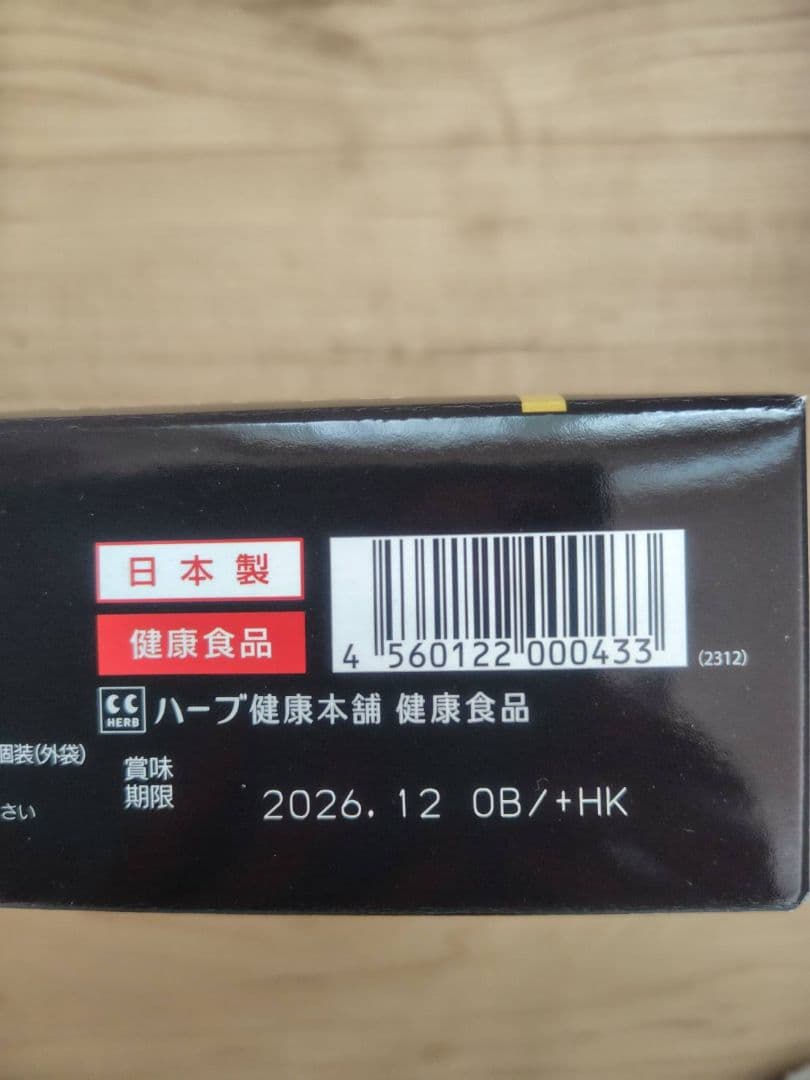 日本製
健康食品
4 560122 000433
(2312)
CC HERB ハーブ健康本舗 健康食品
個装(外袋)
さい
賞味
期限
2026.12 0B/+HK